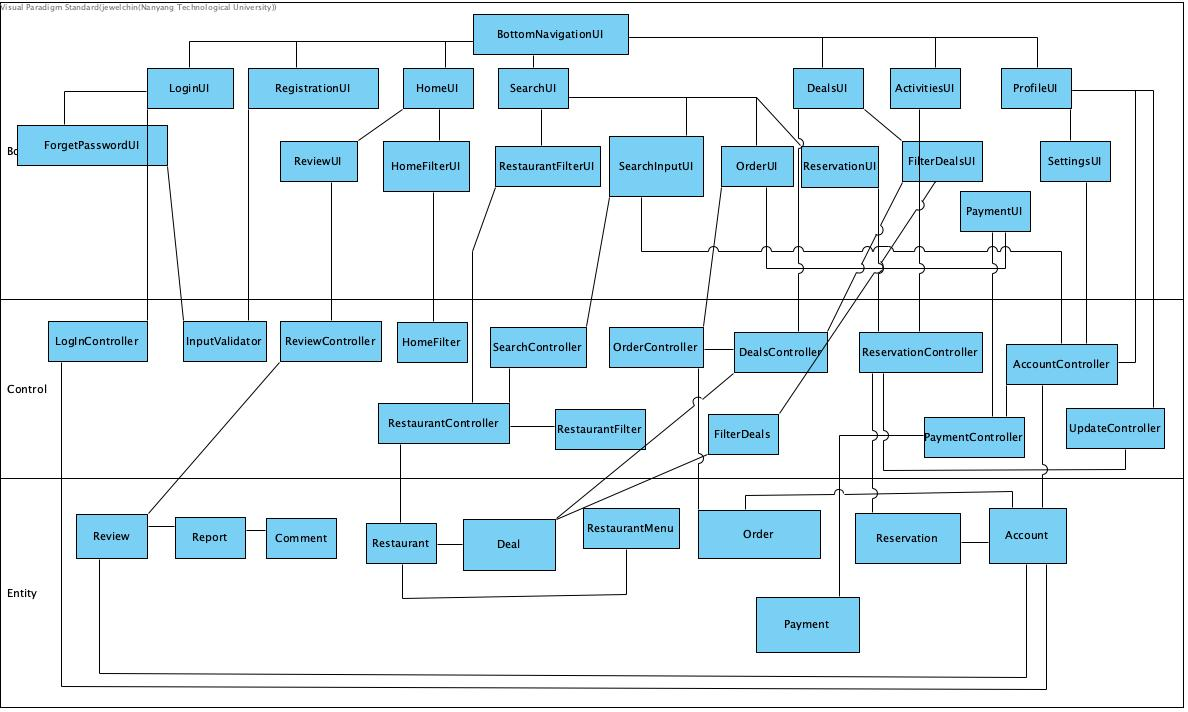 Visual Paradigm Standard(jewelchin(Nanyang Technological University))
BottomNavigationUI
LoginUI
RegistrationUI
HomeUI
SearchUI
DealsUI
ActivitiesUI
ProfileUI
Bo
ForgetPasswordUI
ReviewUI
HomeFilterUI
RestaurantFilterUI
SearchInputUI
OrderUI
ReservationUI
FilterDealsUI
SettingsUI
PaymentUI
LogInController
InputValidator
ReviewController
HomeFilter
SearchController
OrderController
DealsController
ReservationController
AccountController
Control
RestaurantController
RestaurantFilter
FilterDeals
PaymentController
UpdateController
Review
Report
Comment
Restaurant
Deal
RestaurantMenu
Order
Reservation
Account
Entity
Payment